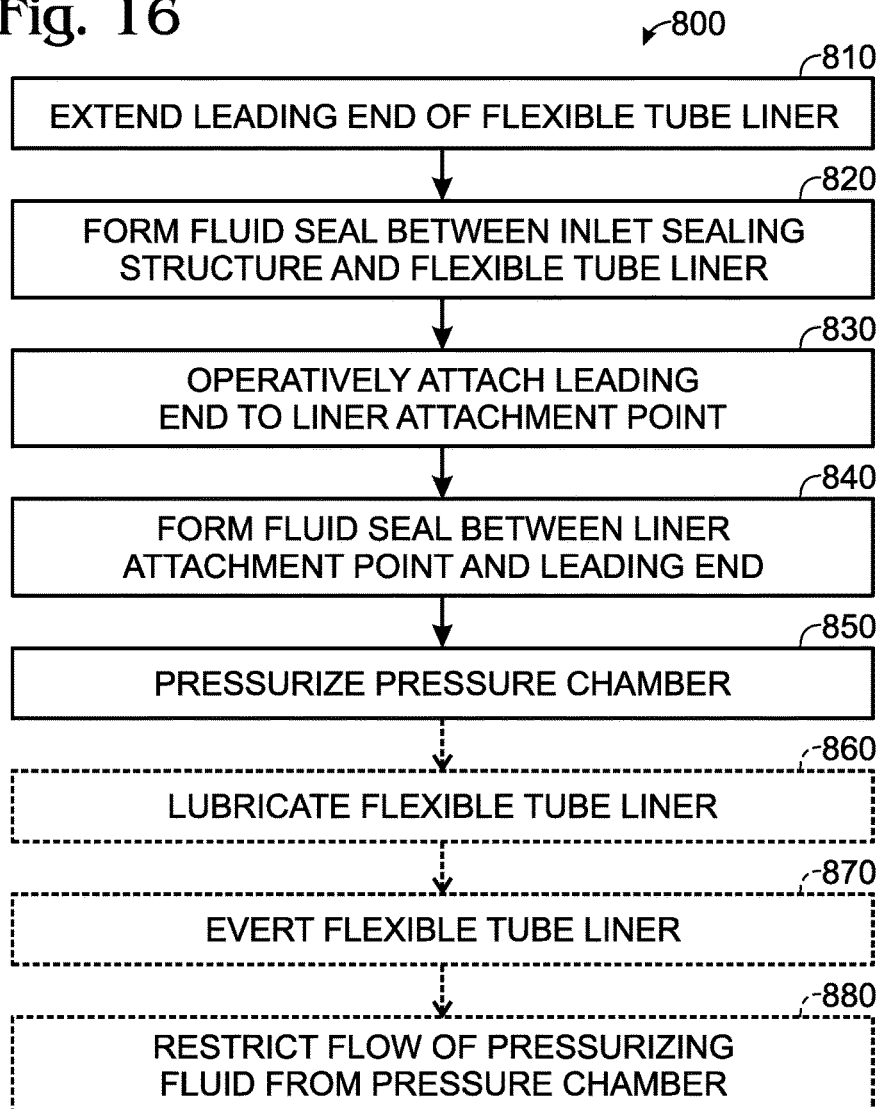 Fig. 16
800
810
EXTEND LEADING END OF FLEXIBLE TUBE LINER
820
FORM FLUID SEAL BETWEEN INLET SEALING
STRUCTURE AND FLEXIBLE TUBE LINER
830
OPERATIVELY ATTACH LEADING
END TO LINER ATTACHMENT POINT
840
FORM FLUID SEAL BETWEEN LINER
ATTACHMENT POINT AND LEADING END
850
PRESSURIZE PRESSURE CHAMBER
860
LUBRICATE FLEXIBLE TUBE LINER
870
EVERT FLEXIBLE TUBE LINER
880
RESTRICT FLOW OF PRESSURIZING
FLUID FROM PRESSURE CHAMBER